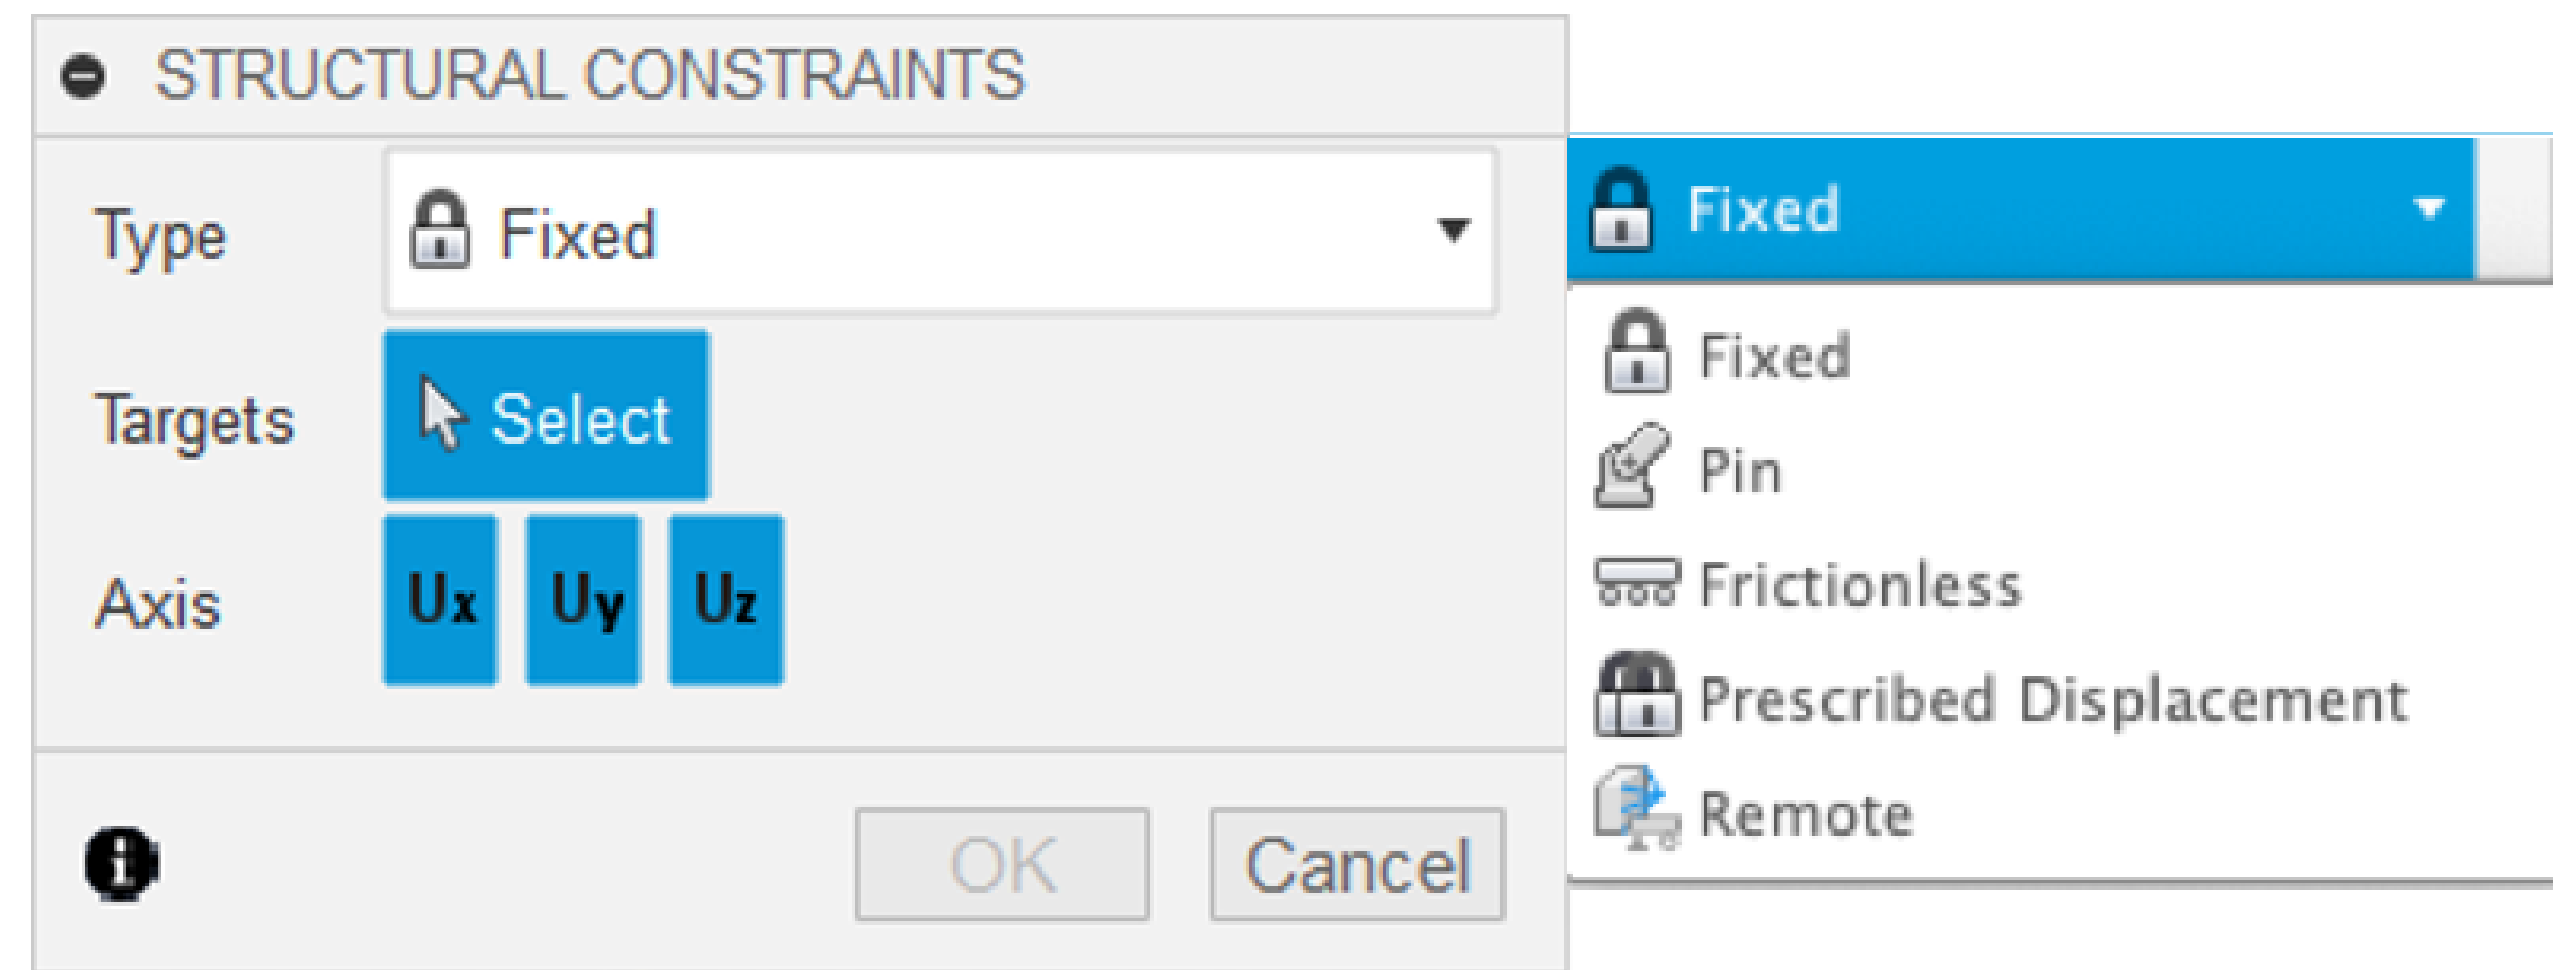 STRUCTURAL CONSTRAINTS
Type Fixed
Targets Select
Axis Ux Uy Uz
OK Cancel
Fixed
Fixed
Pin
Frictionless
Prescribed Displacement
Remote